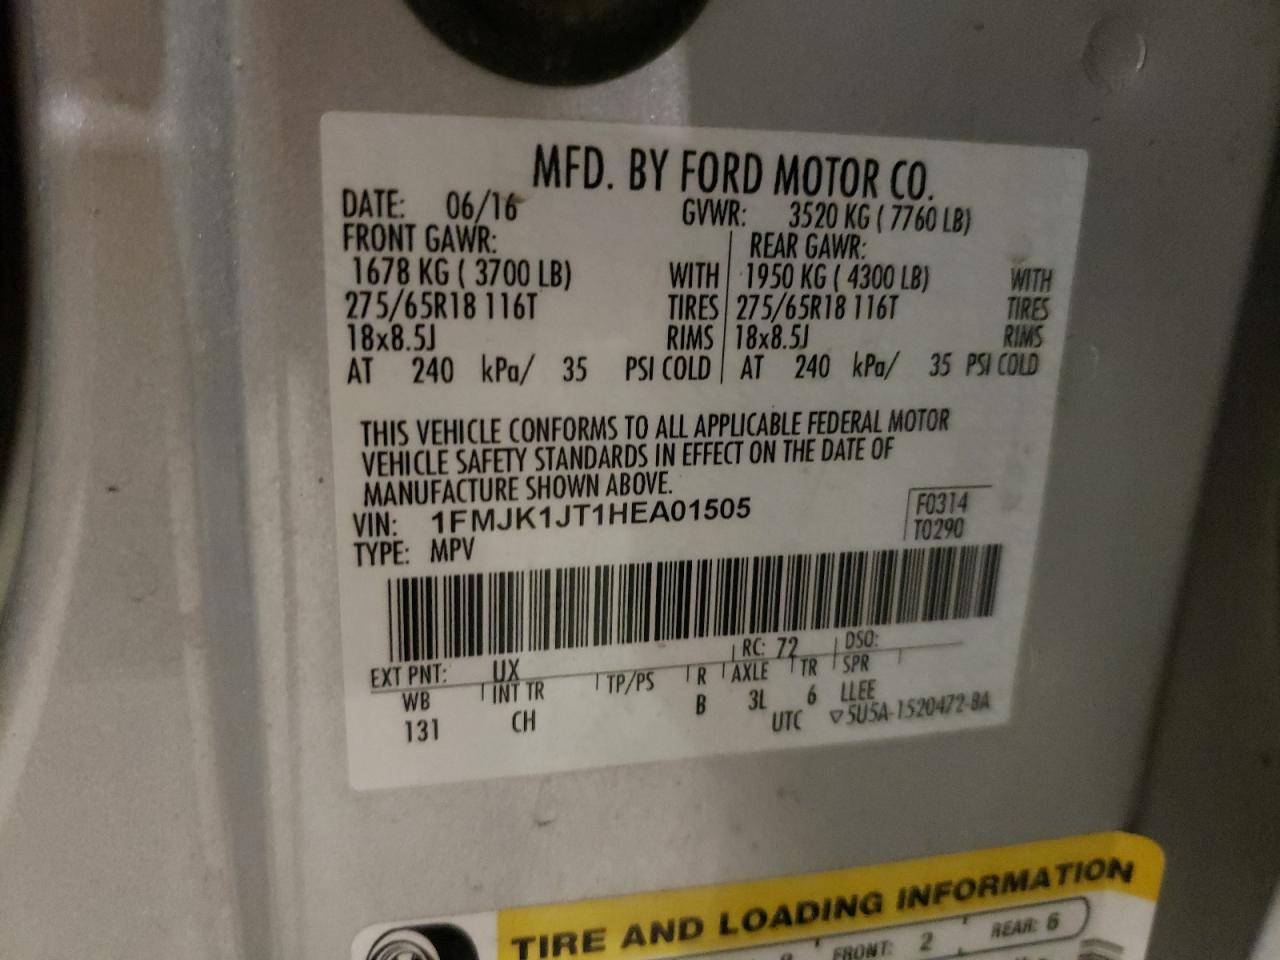 MFD. BY FORD MOTOR CO.
DATE: 06/16 GVWR: 3520 KG ( 7760 LB)
FRONT GAWR: REAR GAWR:
1678 KG ( 3700 LB) WITH 1950 KG ( 4300 LB) WITH
275/65R18 116T TIRES 275/65R18 116T TIRES
18x8.5J RIMS 18x8.5J RIMS
AT 240 kPa/ 35 PSI COLD AT 240 kPa/ 35 PSI COLD
THIS VEHICLE CONFORMS TO ALL APPLICABLE FEDERAL MOTOR
VEHICLE SAFETY STANDARDS IN EFFECT ON THE DATE OF
MANUFACTURE SHOWN ABOVE.
VIN: 1FMJK1JT1HEA01505 F0314
TYPE: MPV T0290
EXT PNT: UX RC: 72 DSO:
WB INT TR TP/PS R AXLE TR SPR
131 CH B 3L 6 LLEE
UTC ▽5U5A-1520472-BA
TIRE AND LOADING INFORMATION
FRONT: 2 REAR: 6